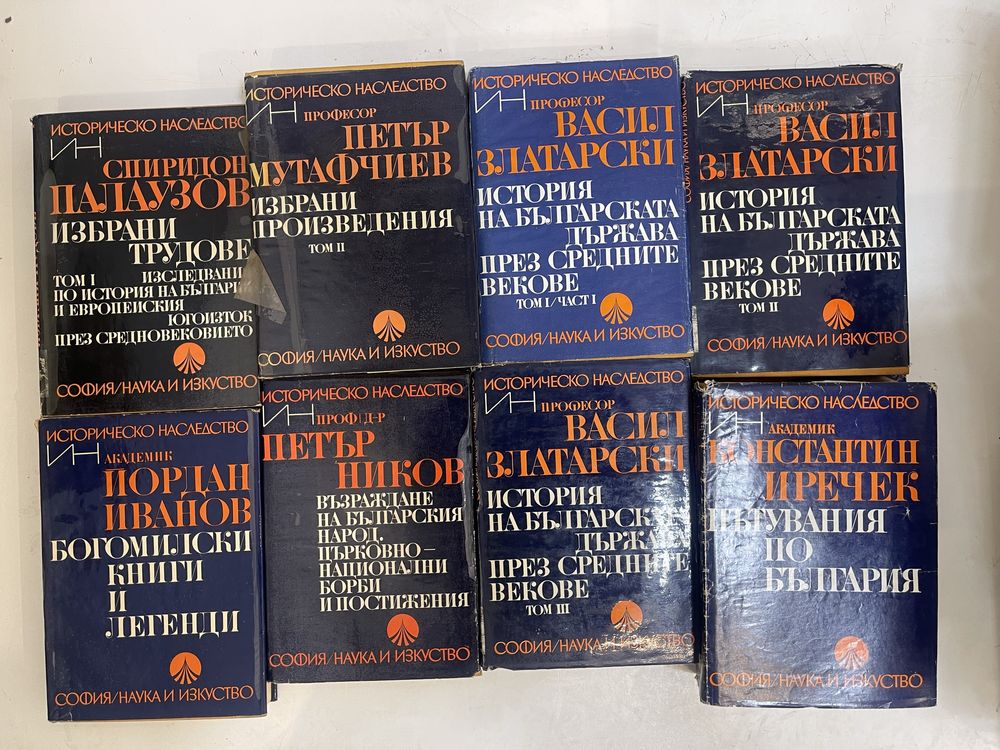 ИСТОРИЧЕСКО НАСЛЕДСТВО
ИН
СПИРИДОН
ПАЛАУЗОВ
ИЗБРАНИ
ТРУДОВЕ
ТОМ I ИЗСЛЕДВАНИ
ПО ИСТОРИЯ НА БЪЛГАРИ
И ЕВРОПЕЙСКИЯ
ЮГОИЗТОК
ПРЕЗ СРЕДНОВЕКОВИЕТО
СОФИЯ/НАУКА И ИЗКУСТВО
ИСТОРИЧЕСКО НАСЛЕДСТВО
ИН
ПРОФЕСОР
ПЕТЪР
МУТАФЧИЕВ
ИЗБРАНИ
ПРОИЗВЕДЕНИЯ
ТОМ II
СОФИЯ/НАУКА И ИЗКУСТВО
ИСТОРИЧЕСКО НАСЛЕДСТВО
ИН
ПРОФЕСОР
ВАСИЛ
ЗЛАТАРСКИ
ИСТОРИЯ
НА БЪЛГАРСКАТА
ДЪРЖАВА
ПРЕЗ СРЕДНИТЕ
ВЕКОВЕ
ТОМ I/ЧАСТ I
СОФИЯ/НАУКА И ИЗКУСТВО
ИСТОРИЧЕСКО НАСЛЕДСТВО
ИН
ПРОФЕСОР
ВАСИЛ
ЗЛАТАРСКИ
ИСТОРИЯ
НА БЪЛГАРСКАТА
ДЪРЖАВА
ПРЕЗ СРЕДНИТЕ
ВЕКОВЕ
ТОМ II
СОФИЯ/НАУКА И ИЗКУСТВО
ИСТОРИЧЕСКО НАСЛЕДСТВО
ИН
АКАДЕМИК
ЙОРДАН
ИВАНОВ
БОГОМИЛСКИ
КНИГИ
И
ЛЕГЕНДИ
СОФИЯ/НАУКА И ИЗКУСТВО
ИСТОРИЧЕСКО НАСЛЕДСТВО
ИН
ПРОФ Д-Р
ПЕТЪР
НИКОВ
ВЪЗРАЖДАНЕ
НА БЪЛГАРСКИЯ
НАРОД.
ЦЪРКОВНО–
НАЦИОНАЛНИ
БОРБИ
И ПОСТИЖЕНИЯ
СОФИЯ/НАУКА И ИЗКУСТВО
ИСТОРИЧЕСКО НАСЛЕДСТВО
ИН
ПРОФЕСОР
ВАСИЛ
ЗЛАТАРСКИ
ИСТОРИЯ
НА БЪЛГАРСКАТА
ДЪРЖАВА
ПРЕЗ СРЕДНИТЕ
ВЕКОВЕ
ТОМ III
СОФИЯ/НАУКА И ИЗКУСТВО
ИСТОРИЧЕСКО НАСЛЕДСТВО
ИН
АКАДЕМИК
КОНСТАНТИН
ИРЕЧЕК
ПЪТУВАНИЯ
ПО
БЪЛГАРИЯ
СОФИЯ/НАУКА И ИЗКУСТВО